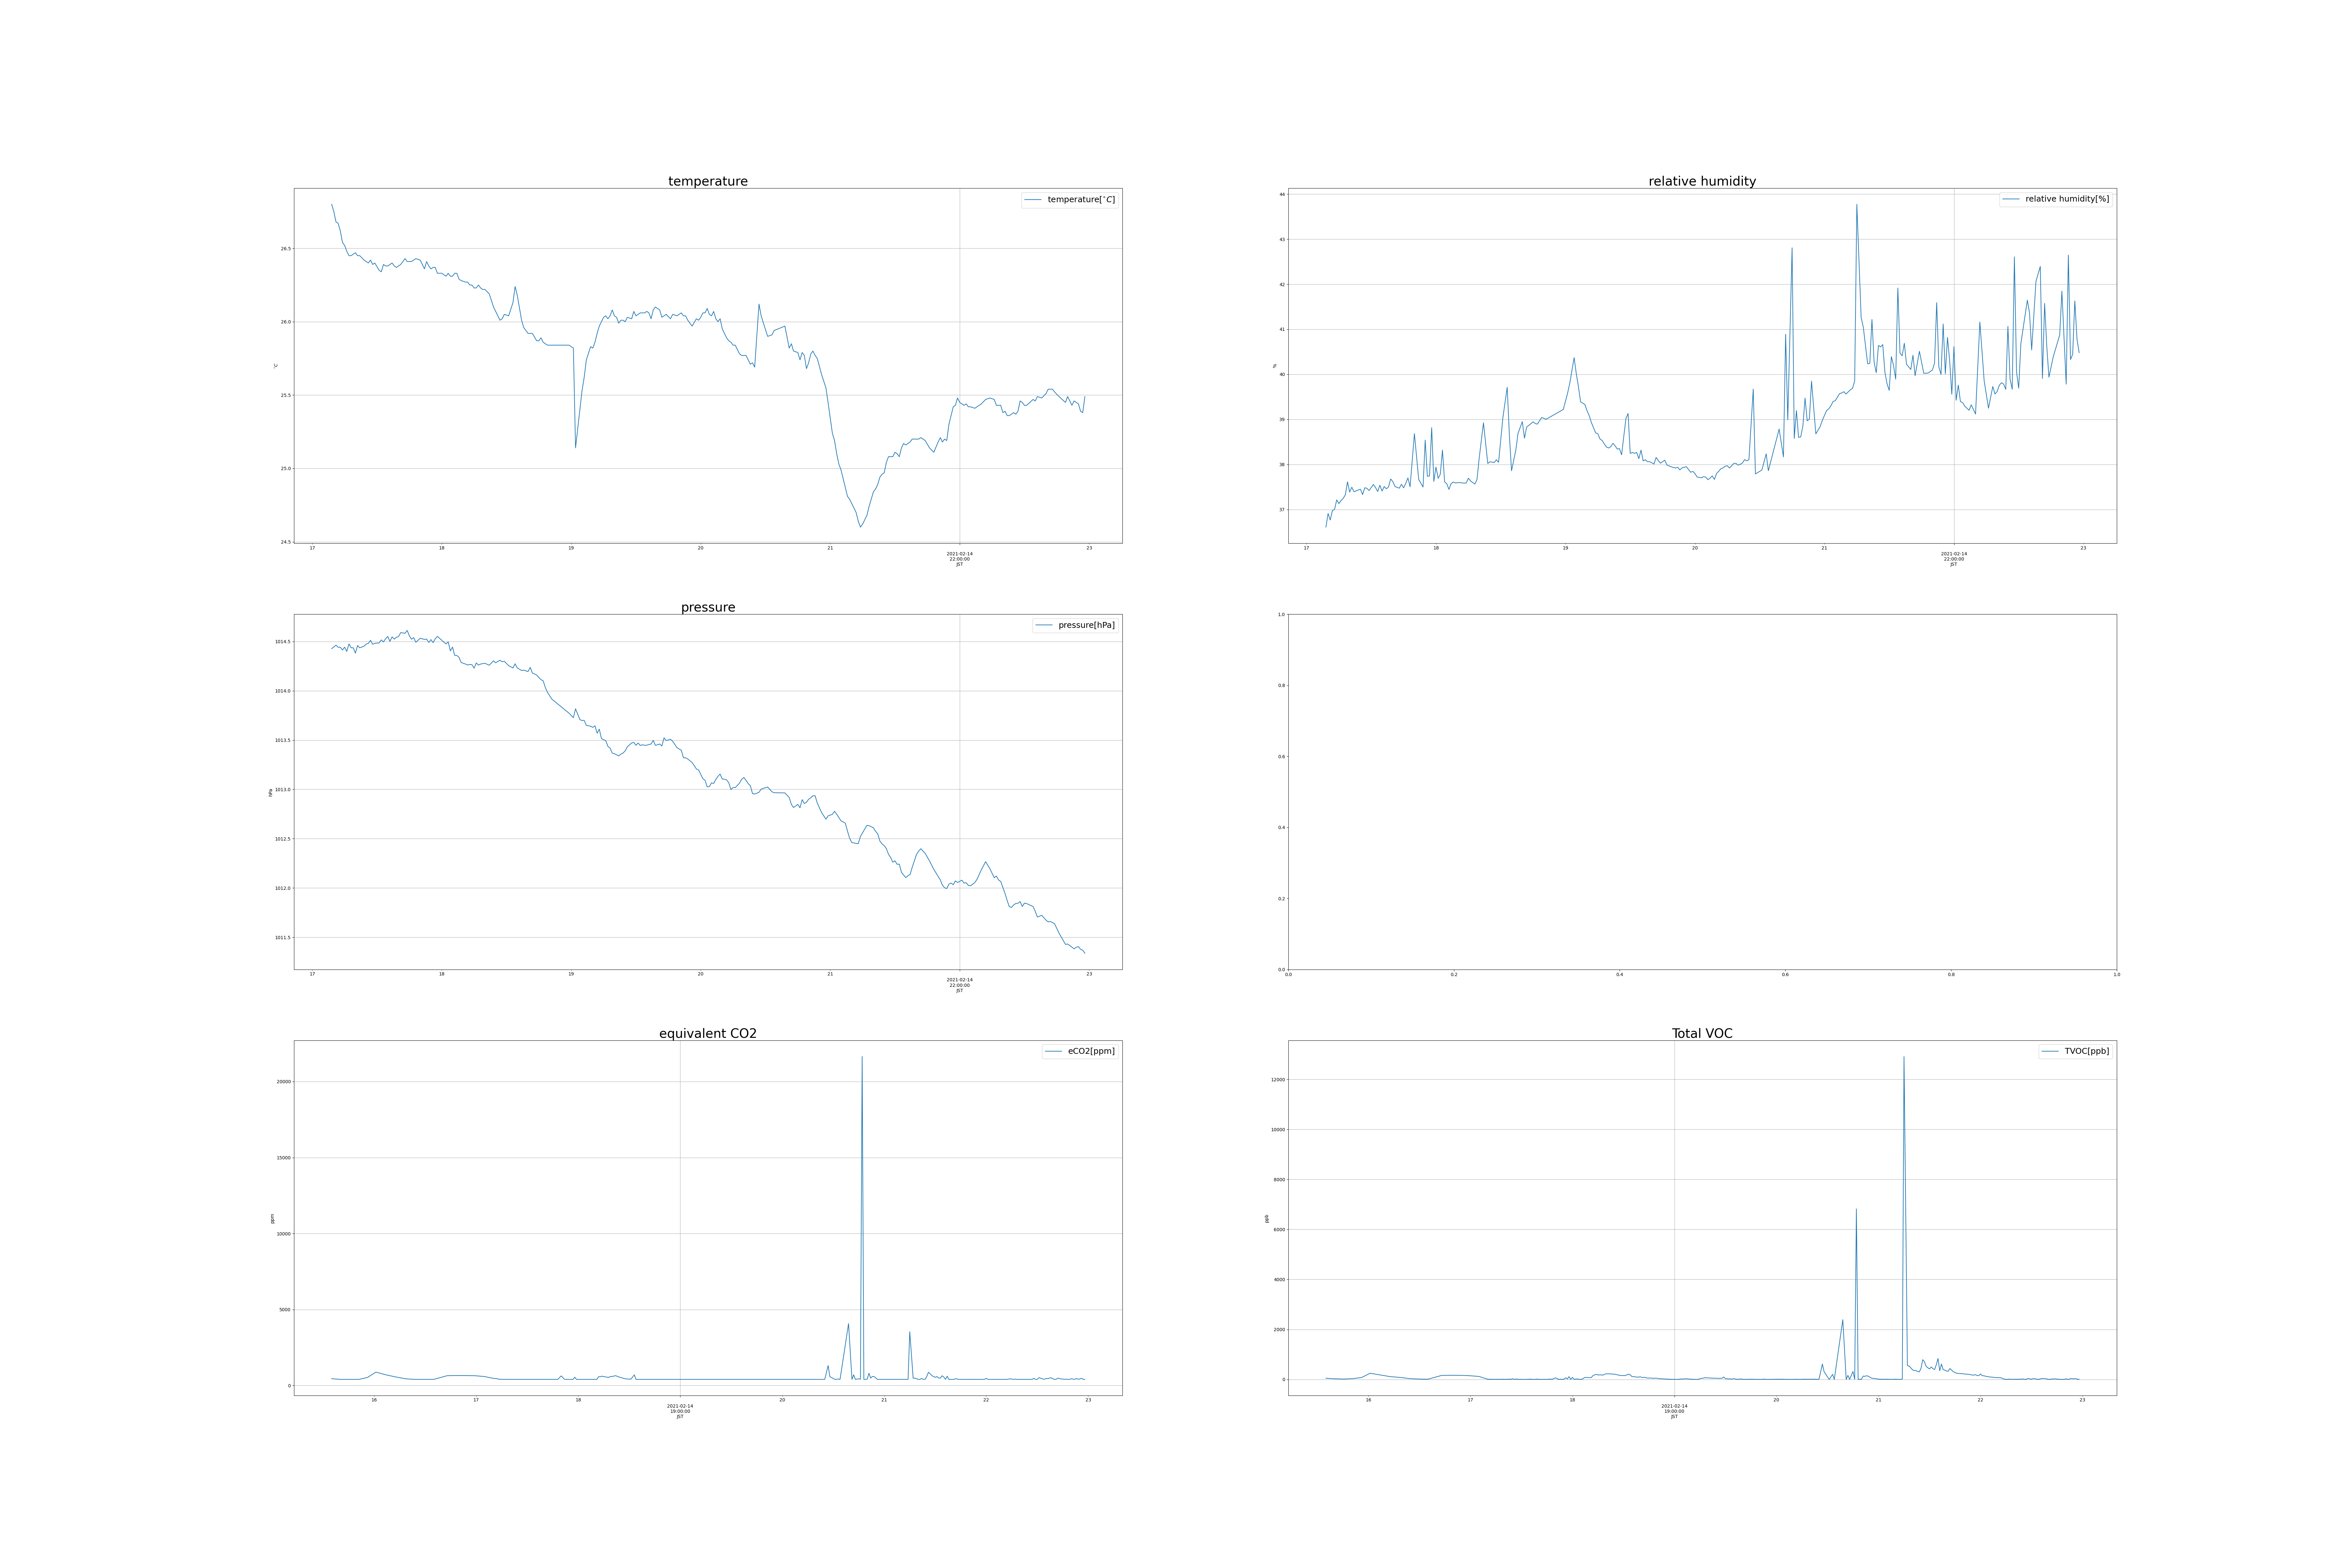 temperature
temperature[°C]
26.5
26.0
25.5
25.0
24.5
°C
17 18 19 20 21 23
2021-02-14
22:00:00
JST
relative humidity
relative humidity[%]
44
43
42
41
40
39
38
37
%
17 18 19 20 21 23
2021-02-14
22:00:00
JST
pressure
pressure[hPa]
1014.5
1014.0
1013.5
1013.0
1012.5
1012.0
1011.5
hPa
17 18 19 20 21 23
2021-02-14
22:00:00
JST
1.0
0.8
0.6
0.4
0.2
0.0
0.0 0.2 0.4 0.6 0.8 1.0
equivalent CO2
eCO2[ppm]
20000
15000
10000
5000
0
ppm
16 17 18 20 21 22 23
2021-02-14
19:00:00
JST
Total VOC
TVOC[ppb]
12000
10000
8000
6000
4000
2000
0
ppb
16 17 18 20 21 22 23
2021-02-14
19:00:00
JST